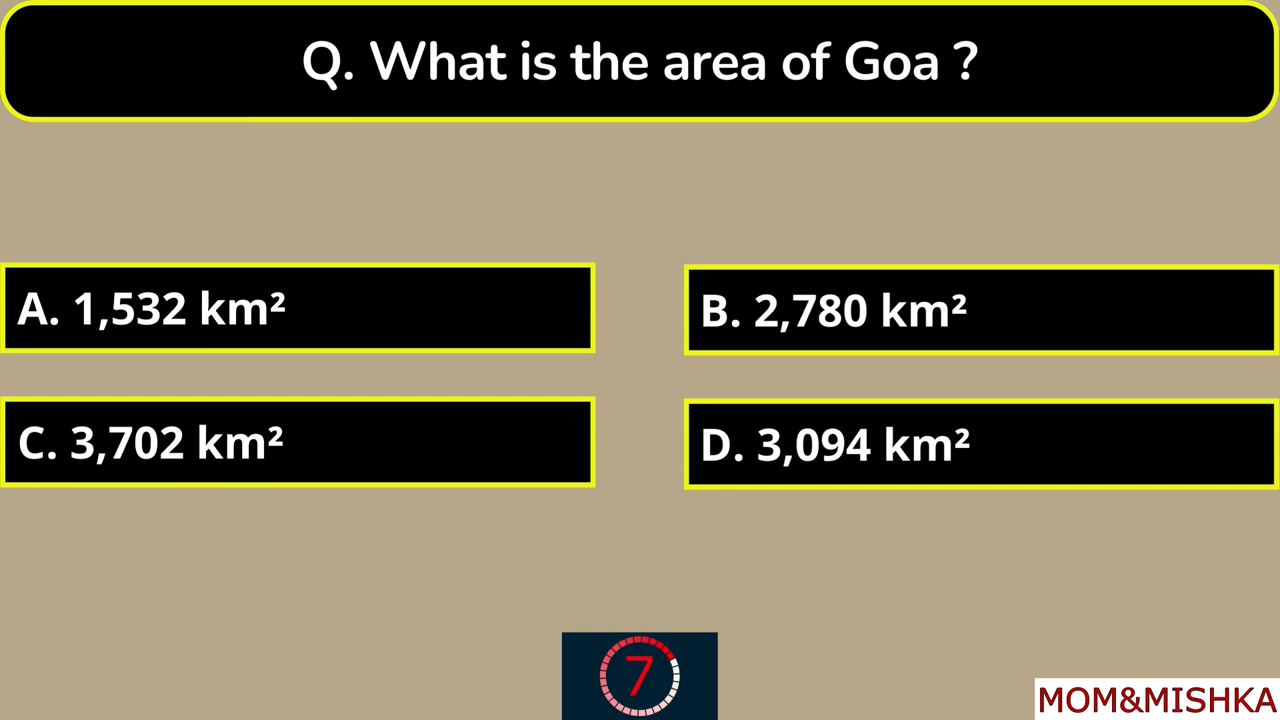 Q. What is the area of Goa ?
A. 1,532 km²
B. 2,780 km²
C. 3,702 km²
D. 3,094 km²
7
MOM&MISHKA